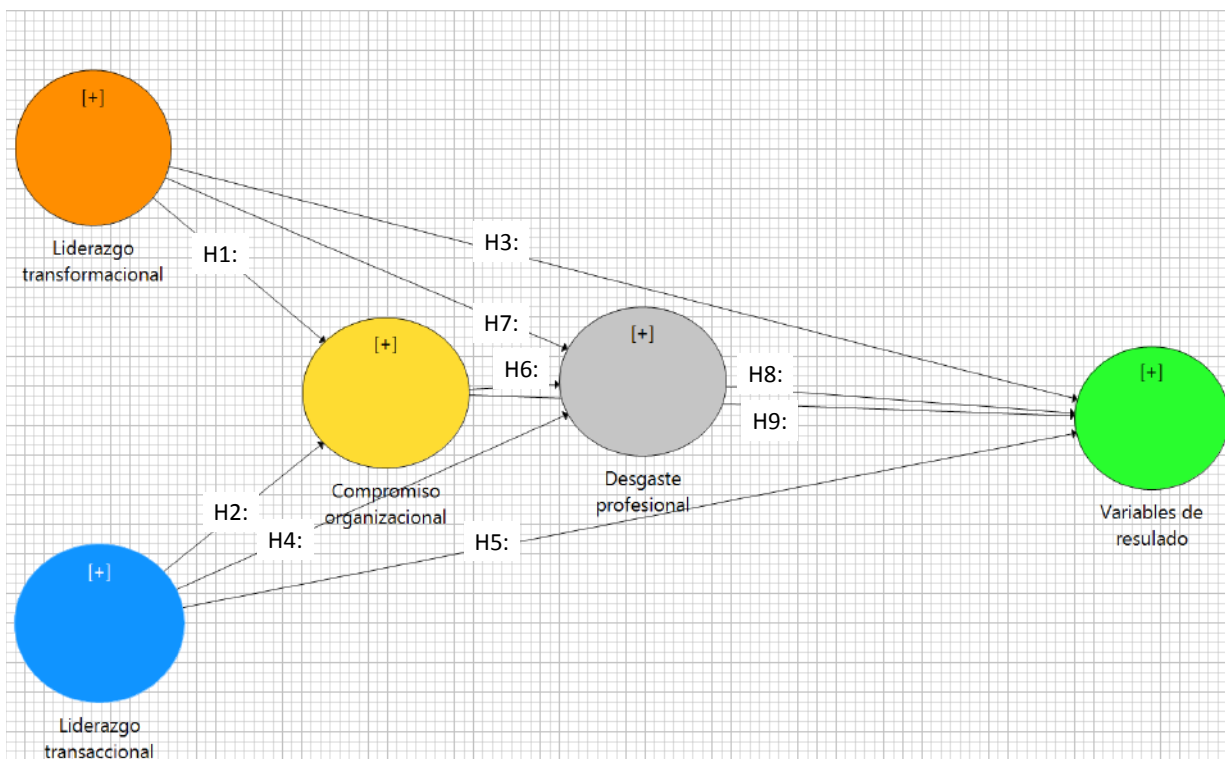 [+]
Liderazgo
transformacional
H1:
H3:
H7:
[+]
[+]
H6:
H8:
H9:
[+]
Compromiso
organizacional
Desgaste
profesional
Variables de
resulado
H2:
H4:
H5:
[+]
Liderazgo
transaccional